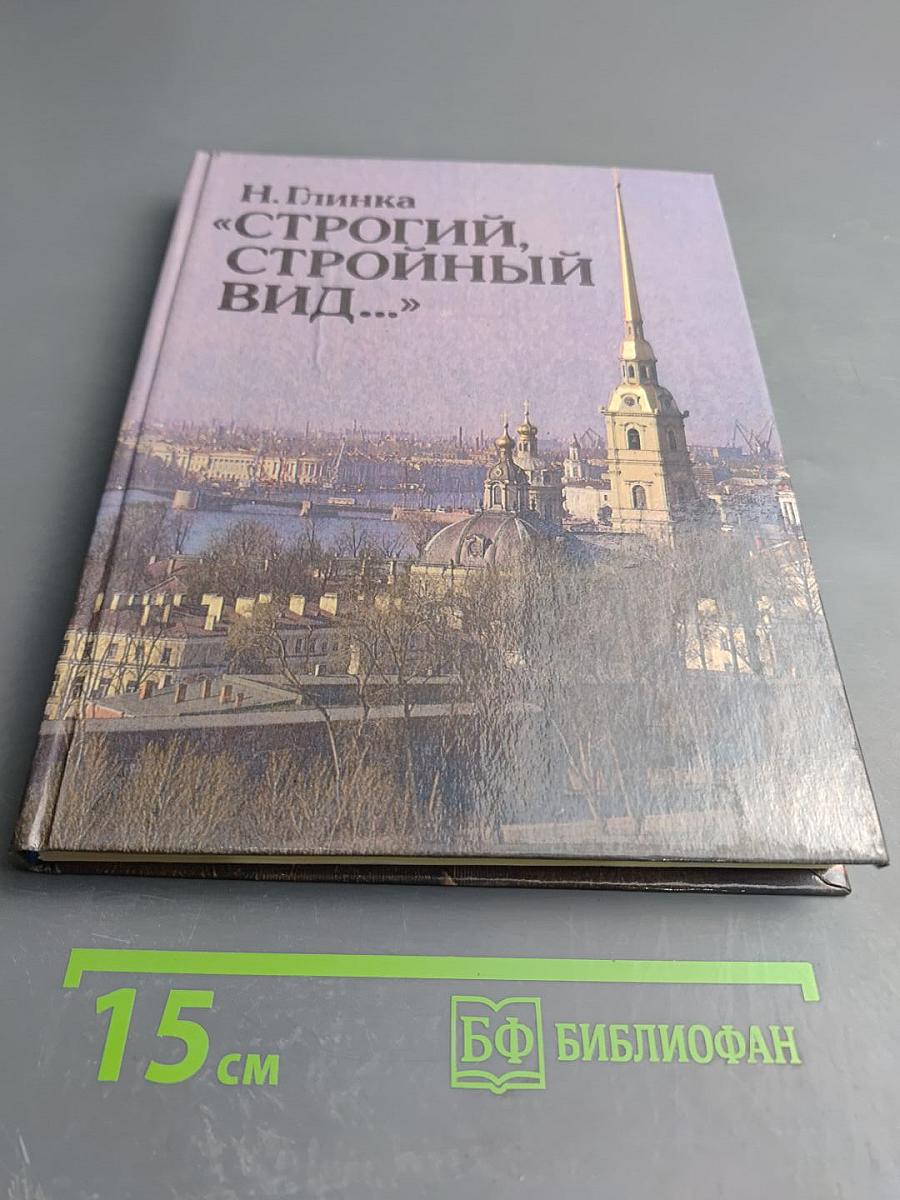 Н. Глинка
«СТРОГИЙ,
СТРОЙНЫЙ
ВИД...»
15 см
БФ БИБЛИОФАН